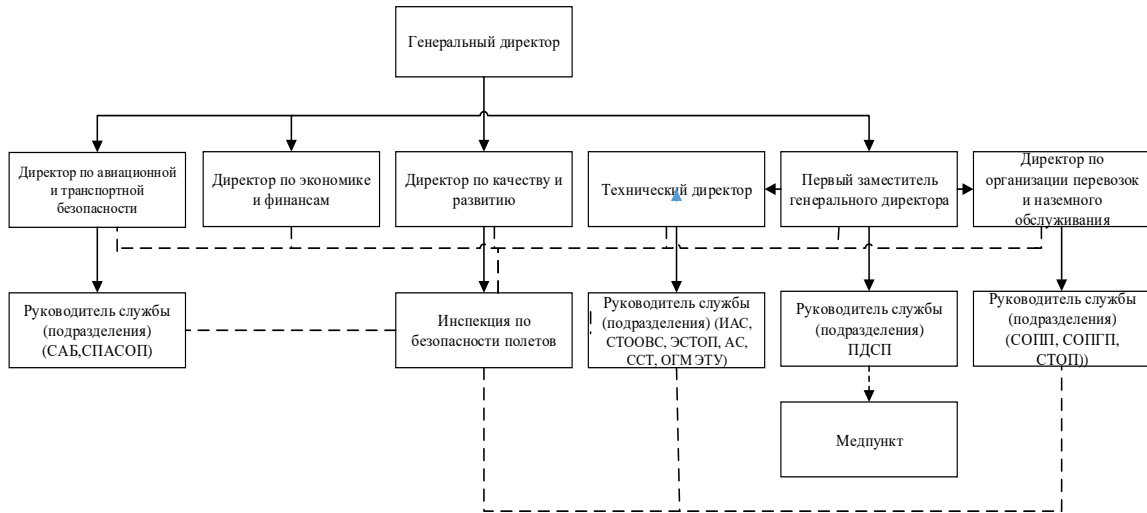 Генеральный директор
Директор по авиационной
и транспортной
безопасности
Директор по экономике
и финансам
Директор по качеству и
развитию
Технический директор
Первый заместитель
генерального директора
Директор по
организации перевозок
и наземного
обслуживания
Руководитель службы
(подразделения)
(САБ,СПАСОП)
Инспекция по
безопасности полетов
Руководитель службы
(подразделения) (ИАС,
СТООВС, ЭСТОП, АС,
ССТ, ОГМ ЭТУ)
Руководитель службы
(подразделения)
ПДСП
Руководитель службы
(подразделения)
(СОПП, СОПГП,
СТОП))
Медпункт